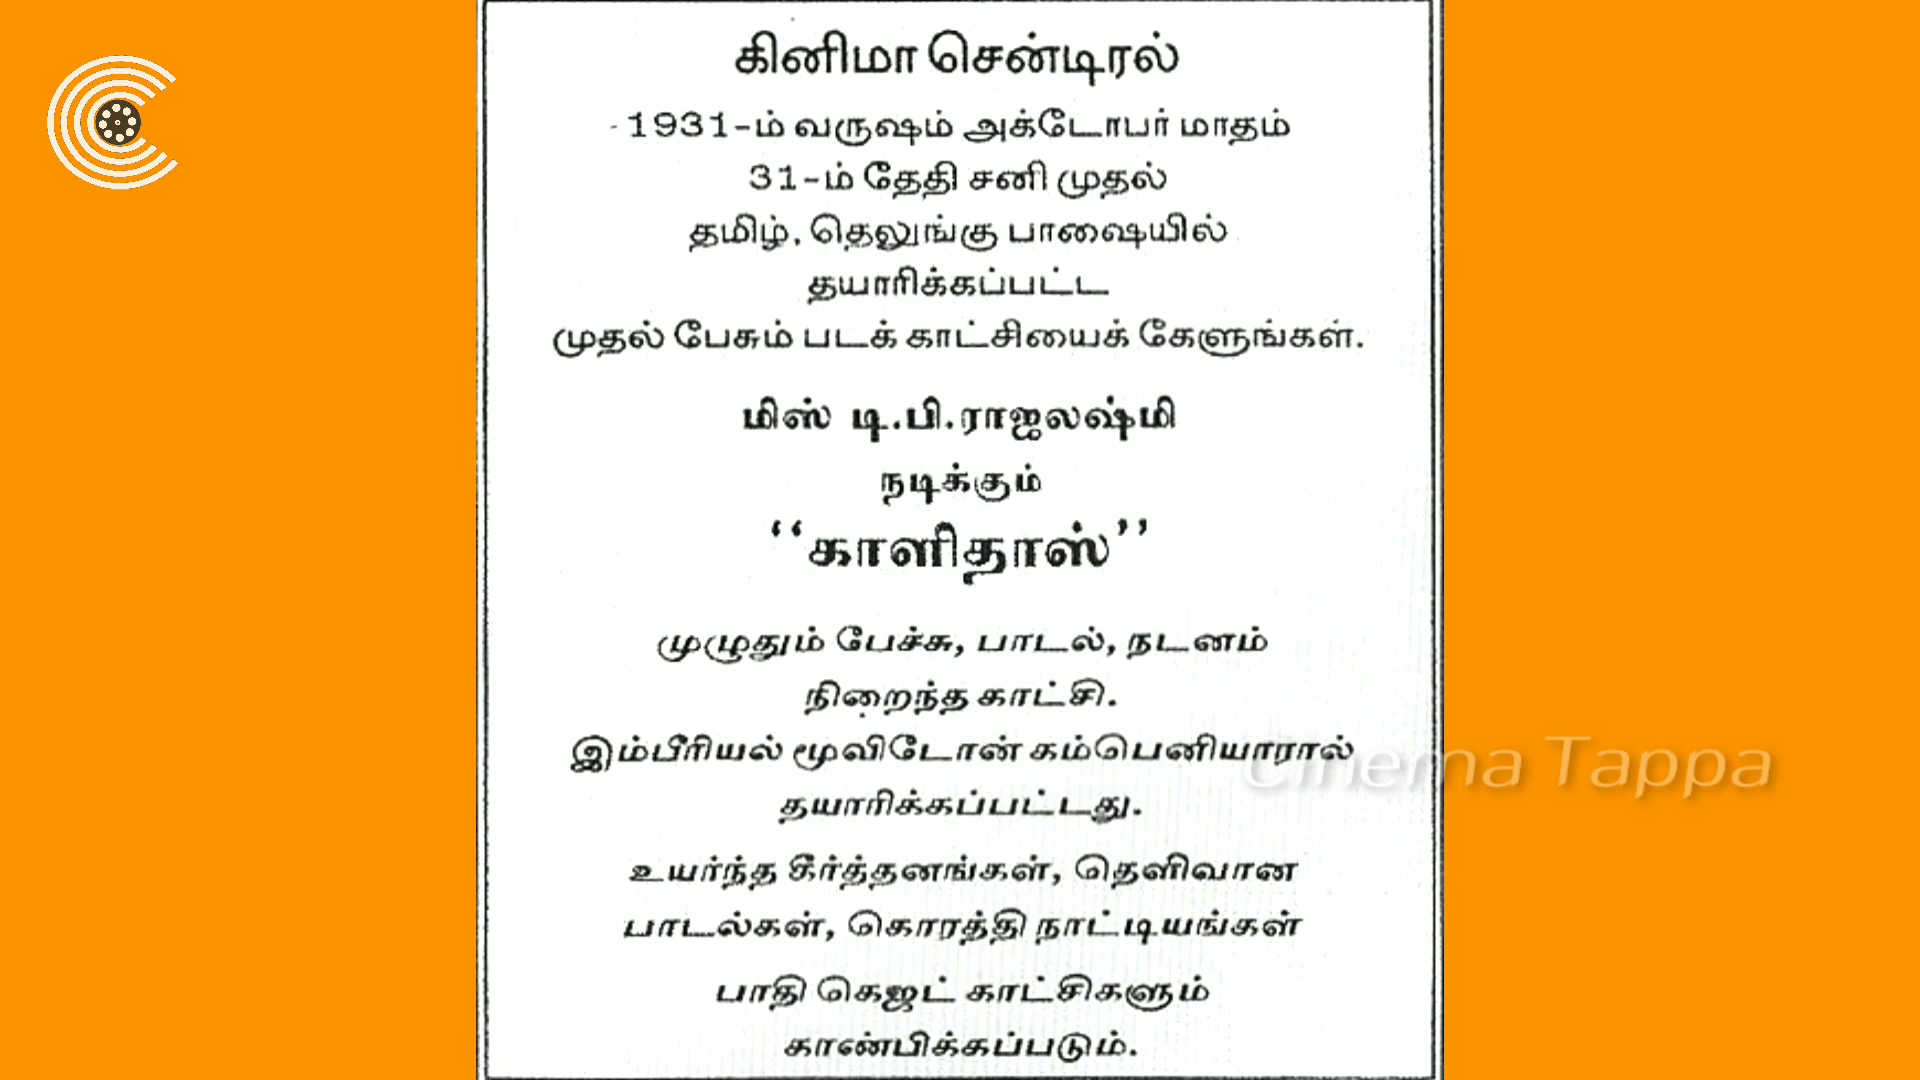 கினிமா சென்டிரல்
1931-ம் வருஷம் அக்டோபர் மாதம்
31-ம் தேதி சனி முதல்
தமிழ், தெலுங்கு பாஷையில்
தயாரிக்கப்பட்ட
முதல் பேசும் படக் காட்சியைக் கேளுங்கள்.
மிஸ் டி.பி.ராஜலஷ்மி
நடிக்கும்
“காளிதாஸ்”
முழுதும் பேச்சு, பாடல், நடனம்
நிறைந்த காட்சி.
இம்பீரியல் மூவிடோன் கம்பெனியாரால்
தயாரிக்கப்பட்டது.
Cinema Tappa
உயர்ந்த கீர்த்தனங்கள், தெளிவான
பாடல்கள், கொரத்தி நாட்டியங்கள்
பாதி கெஜட் காட்சிகளும்
காண்பிக்கப்படும்.